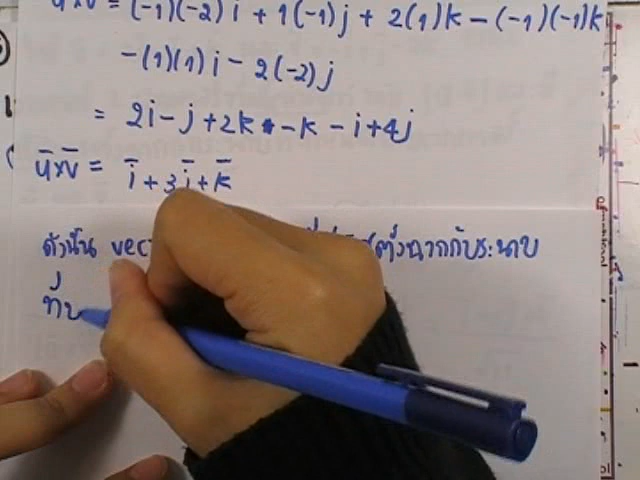 u×v = (-1)(-2)i + 1(-1)j + 2(1)k - (-1)(-1)k
-(1)(1)i - 2(-2)j
= 2i - j + 2k - k - i + 4j
u̅×v̅ = i̅ + 3j̅ + k̅
ดังนั้น vec ตั้งฉากกับระนาบ
ที่